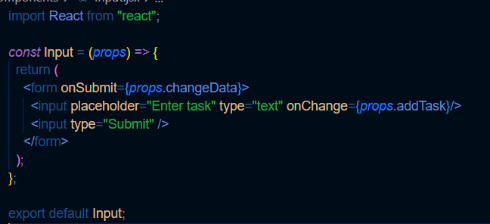 import React from "react";
const Input = (props) => {
return (
<form onSubmit={props.changeData}>
<input placeholder="Enter task" type="text" onChange={props.addTask}/>
<input type="Submit" />
</form>
);
};
export default Input;